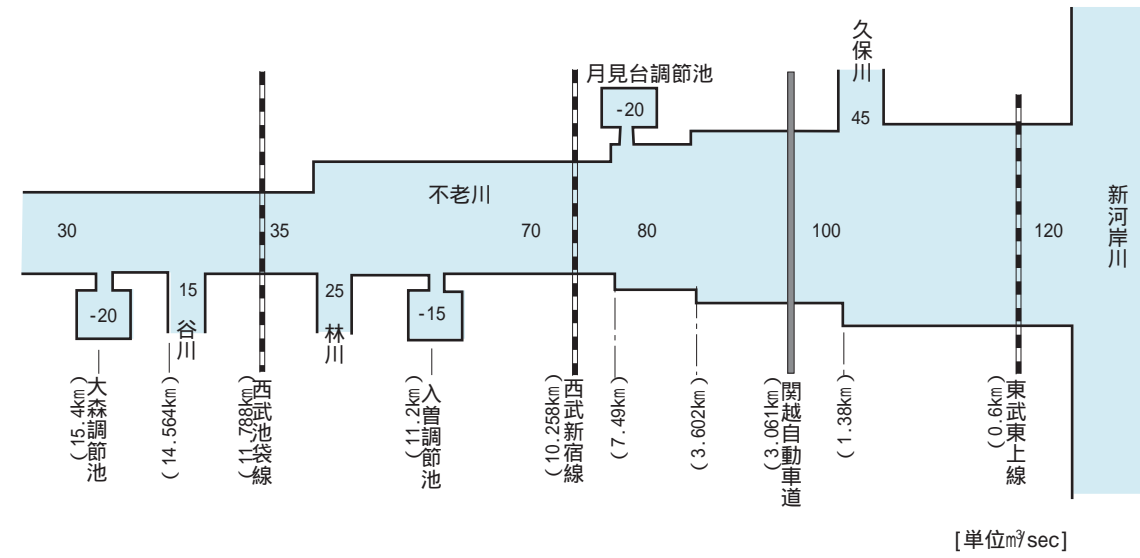 久保川
月見台調節池
-20
45
不老川
新河岸川
30
35
70
80
100
120
-20
15
谷川
25
林川
-15
大森調節池
(15.4km)
(14.564km)
西武池袋線
(11.788km)
入曽調節池
(11.2km)
西武新宿線
(10.258km)
(7.49km)
(3.602km)
関越自動車道
(3.061km)
(1.38km)
東武東上線
(0.6km)
[単位㎥/sec]